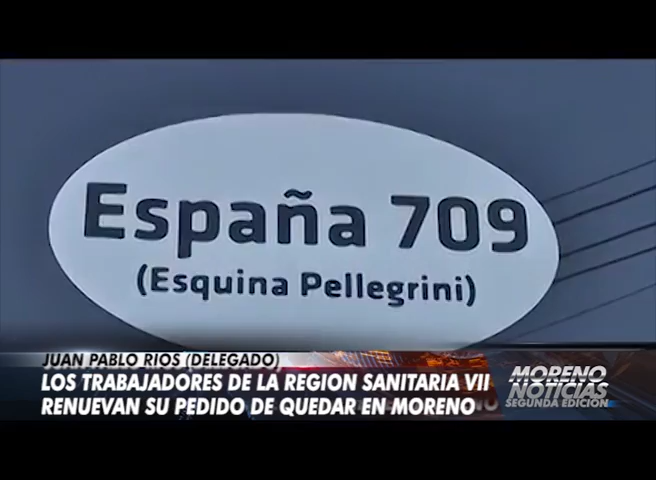 España 709
(Esquina Pellegrini)
JUAN PABLO RIOS (DELEGADO)
LOS TRABAJADORES DE LA REGION SANITARIA VII
RENUEVAN SU PEDIDO DE QUEDAR EN MORENO
MORENO
NOTICIAS
SEGUNDA EDICION